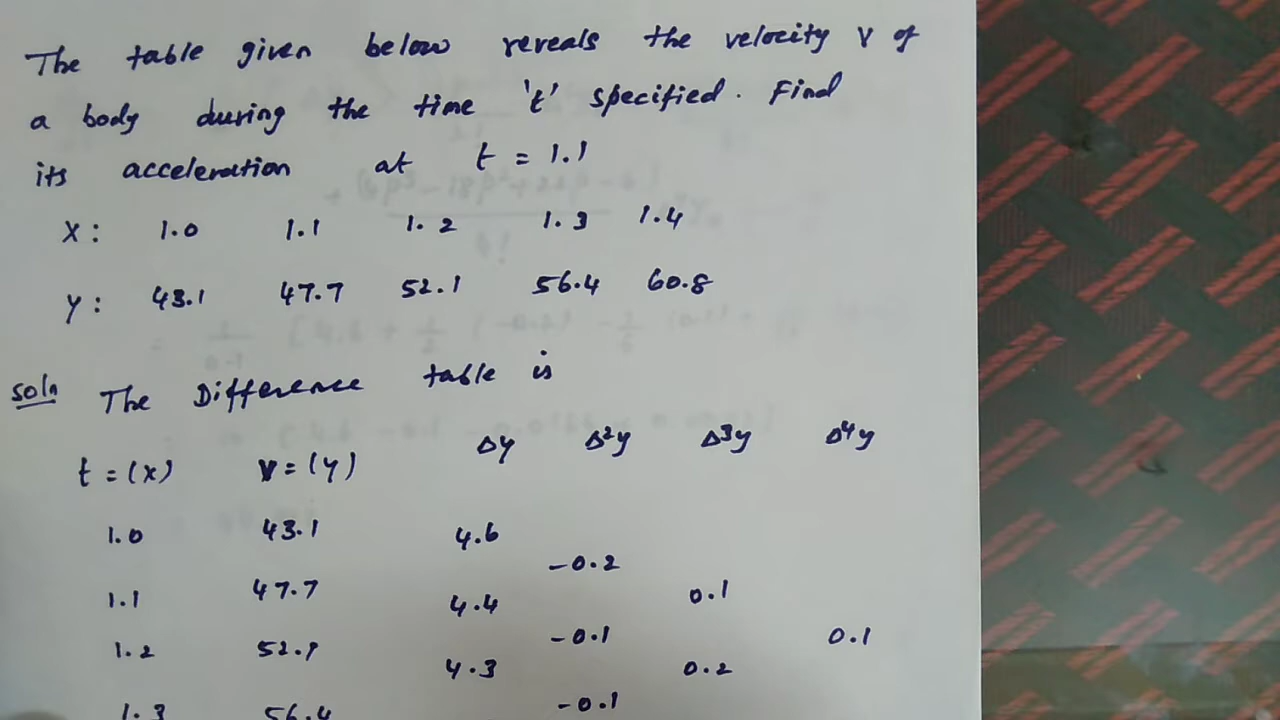 The table given below reveals the velocity v of
a body during the time 't' specified. Find
its acceleration at t = 1.1
X: 1.0 1.1 1.2 1.3 1.4
Y: 43.1 47.7 52.1 56.4 60.8
Soln The Difference table is
t = (x) v = (y) Δy Δ²y Δ³y Δ⁴y
1.0 43.1 4.6
-0.2
1.1 47.7 4.4 0.1
1.2 52.1 -0.1 0.1
4.3 0.2
1.3 56.4 -0.1